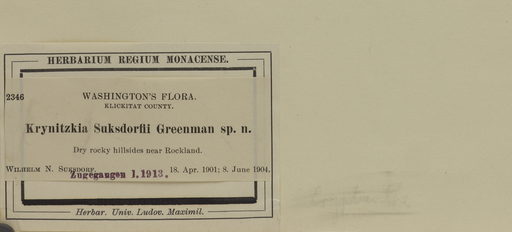 HERBARIUM REGIUM MONACENSE.
2346
WASHINGTON'S FLORA.
KLICKITAT COUNTY.
Krynitzkia Suksdorfii Greenman sp. n.
Dry rocky hillsides near Rockland.
WILHELM N. SUKSDORF. 18. Apr. 1901; 8. June 1904.
Zugegangen 1.1913.
Herbar. Univ. Ludov. Maximil.